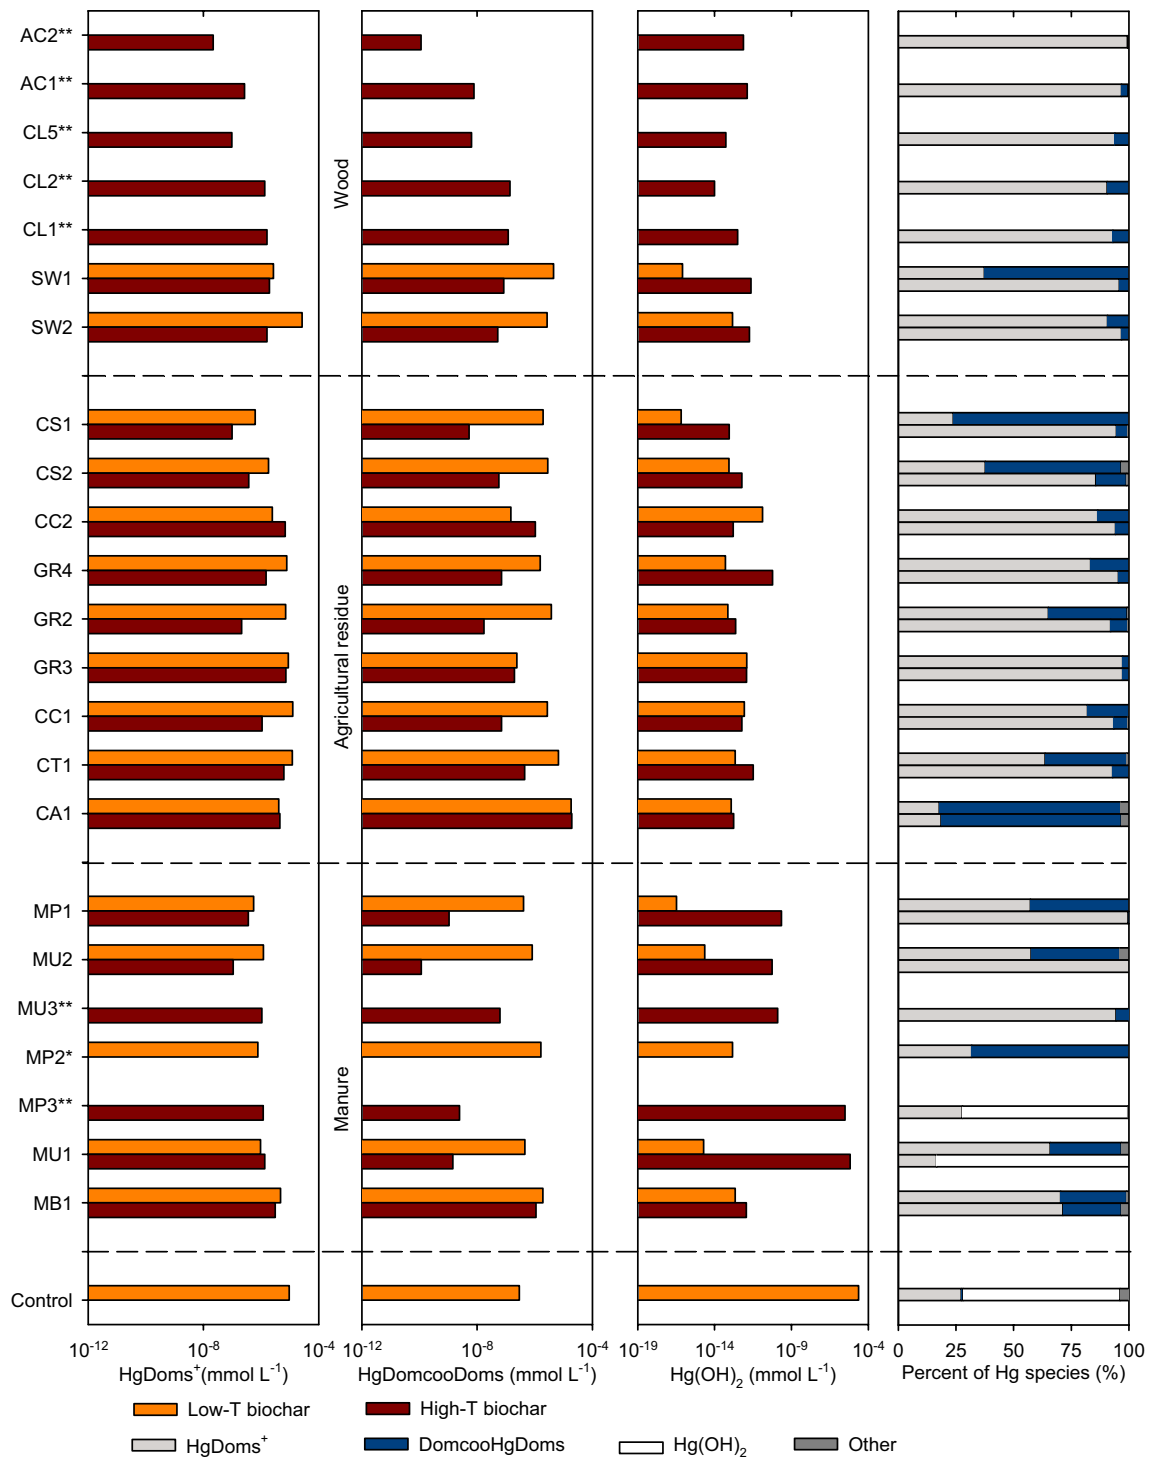 AC2**
AC1**
CL5**
CL2**
CL1**
SW1
SW2
Wood
CS1
CS2
CC2
GR4
GR2
GR3
CC1
CT1
CA1
Agricultural residue
MP1
MU2
MU3**
MP2*
MP3**
MU1
MB1
Manure
Control
10⁻¹² 10⁻⁸ 10⁻⁴ 10⁻¹² 10⁻⁸ 10⁻⁴ 10⁻¹⁹ 10⁻¹⁴ 10⁻⁹ 10⁻⁴ 0 25 50 75 100
HgDoms⁺(mmol L⁻¹) HgDomcooDoms (mmol L⁻¹) Hg(OH)₂ (mmol L⁻¹) Percent of Hg species (%)
Low-T biochar High-T biochar
HgDoms⁺ DomcooHgDoms Hg(OH)₂ Other